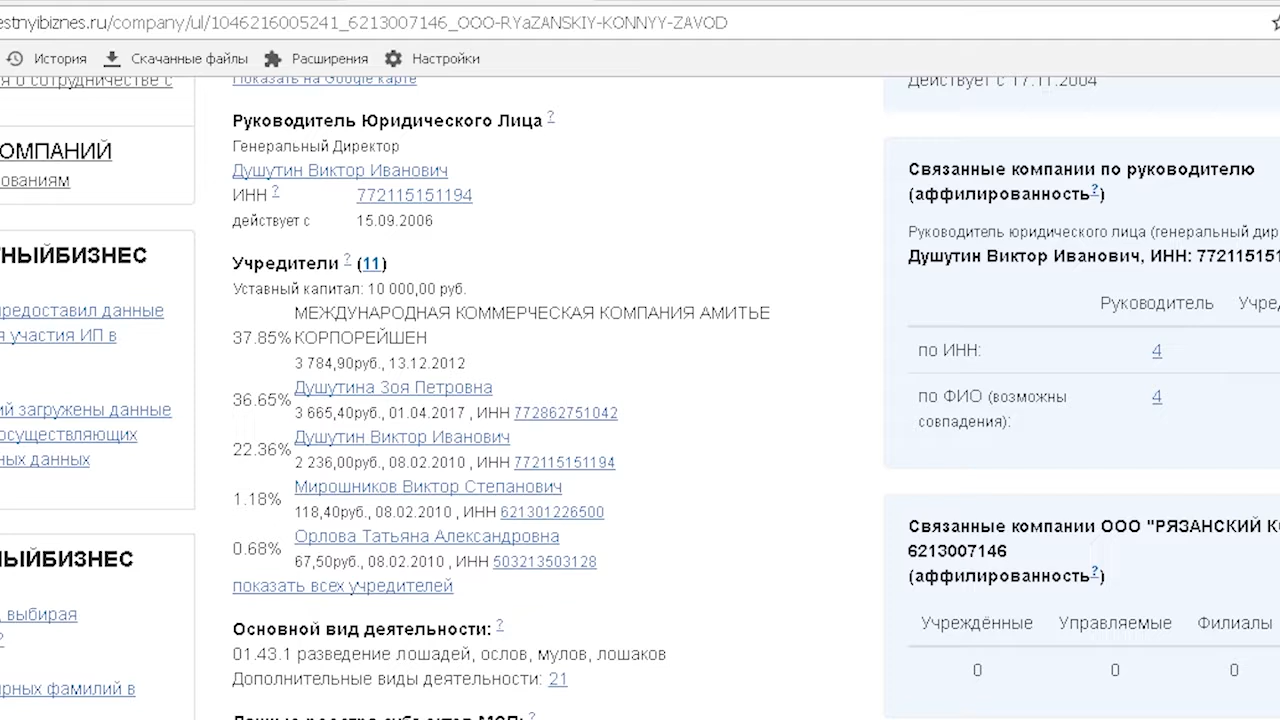 estnyibiznes.ru/company/ul/1046216005241_6213007146_OOO-RYaZANSKIY-KONNYY-ZAVOD
История Скачанные файлы Расширения Настройки
я о сотрудничестве с
ОМПАНИЙ
ованиям
ТНЫЙБИЗНЕС
редоставил данные
я участия ИП в
ий загружены данные
осуществляющих
ных данных
НЫЙБИЗНЕС
, выбирая
?
ярных фамилий в
Показать на Google карте
Руководитель Юридического Лица ?
Генеральный Директор
Душутин Виктор Иванович
ИНН ? 772115151194
действует с 15.09.2006
Учредители ? (11)
Уставный капитал: 10 000,00 руб.
МЕЖДУНАРОДНАЯ КОММЕРЧЕСКАЯ КОМПАНИЯ АМИТЬЕ
37.85% КОРПОРЕЙШЕН
3 784,90руб., 13.12.2012
Душутина Зоя Петровна
36.65%
3 665,40руб., 01.04.2017 , ИНН 772862751042
Душутин Виктор Иванович
22.36%
2 236,00руб., 08.02.2010 , ИНН 772115151194
Мирошников Виктор Степанович
1.18%
118,40руб., 08.02.2010 , ИНН 621301226500
Орлова Татьяна Александровна
0.68%
67,50руб., 08.02.2010 , ИНН 503213503128
показать всех учредителей
Основной вид деятельности: ?
01.43.1 разведение лошадей, ослов, мулов, лошаков
Дополнительные виды деятельности: 21
Данные реестра субъектов МСП: ?
Действует с 17.11.2004
Связанные компании по руководителю
(аффилированность?)
Руководитель юридического лица (генеральный дир
Душутин Виктор Иванович, ИНН: 772115151
Руководитель Учре
по ИНН: 4
по ФИО (возможны 4
совпадения):
Связанные компании ООО "РЯЗАНСКИЙ К
6213007146
(аффилированность?)
Учреждённые Управляемые Филиалы
0 0 0